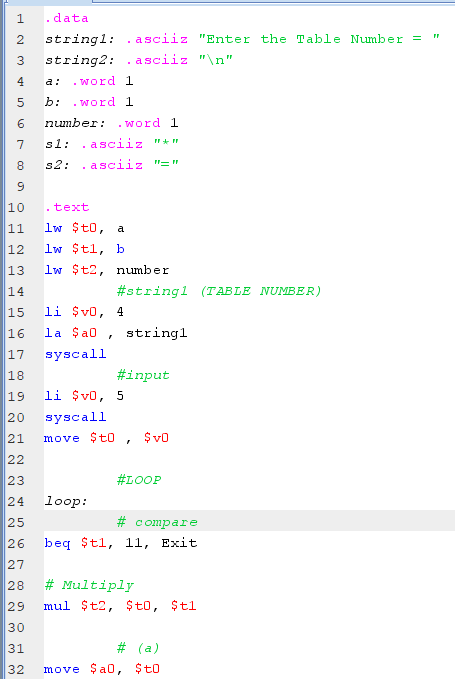 1 .data
2 string1: .asciiz "Enter the Table Number = "
3 string2: .asciiz "\n"
4 a: .word 1
5 b: .word 1
6 number: .word 1
7 s1: .asciiz "*"
8 s2: .asciiz "="
9
10 .text
11 lw $t0, a
12 lw $t1, b
13 lw $t2, number
14 #string1 (TABLE NUMBER)
15 li $v0, 4
16 la $a0 , string1
17 syscall
18 #input
19 li $v0, 5
20 syscall
21 move $t0 , $v0
22
23 #LOOP
24 loop:
25 # compare
26 beq $t1, 11, Exit
27
28 # Multiply
29 mul $t2, $t0, $t1
30
31 # (a)
32 move $a0, $t0